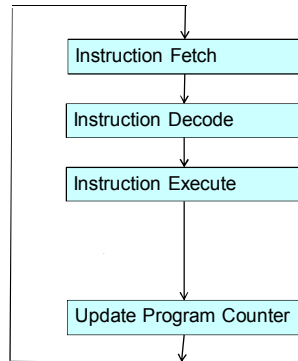 Instruction Fetch
Instruction Decode
Instruction Execute
Update Program Counter